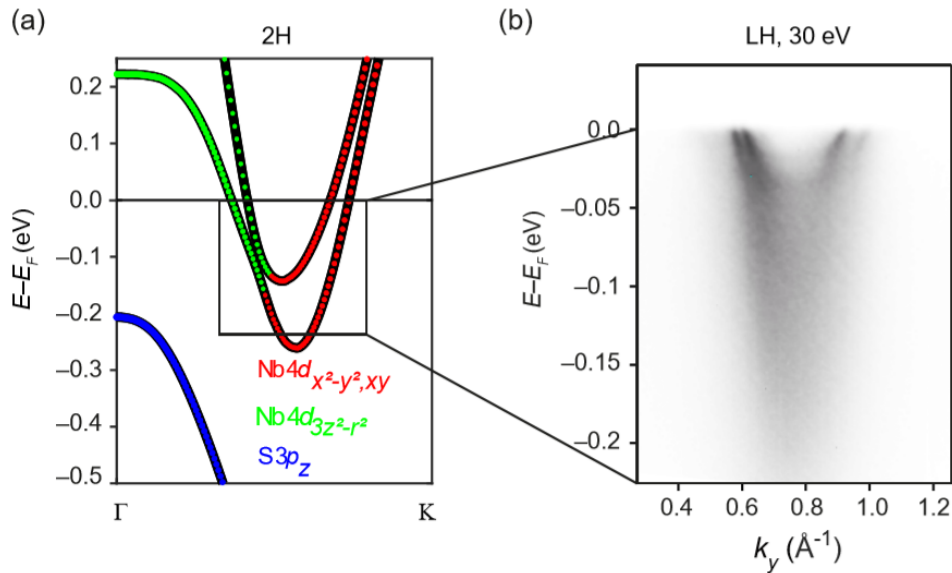 (a)
2H
0.2
0.1
0.0
–0.1
–0.2
–0.3
–0.4
–0.5
E–E_F (eV)
Nb4d_x²-y²,xy
Nb4d_3z²-r²
S3p_z
Γ
K
(b)
LH, 30 eV
0.0
–0.05
–0.1
–0.15
–0.2
E–E_F (eV)
0.4 0.6 0.8 1.0 1.2
k_y (Å⁻¹)